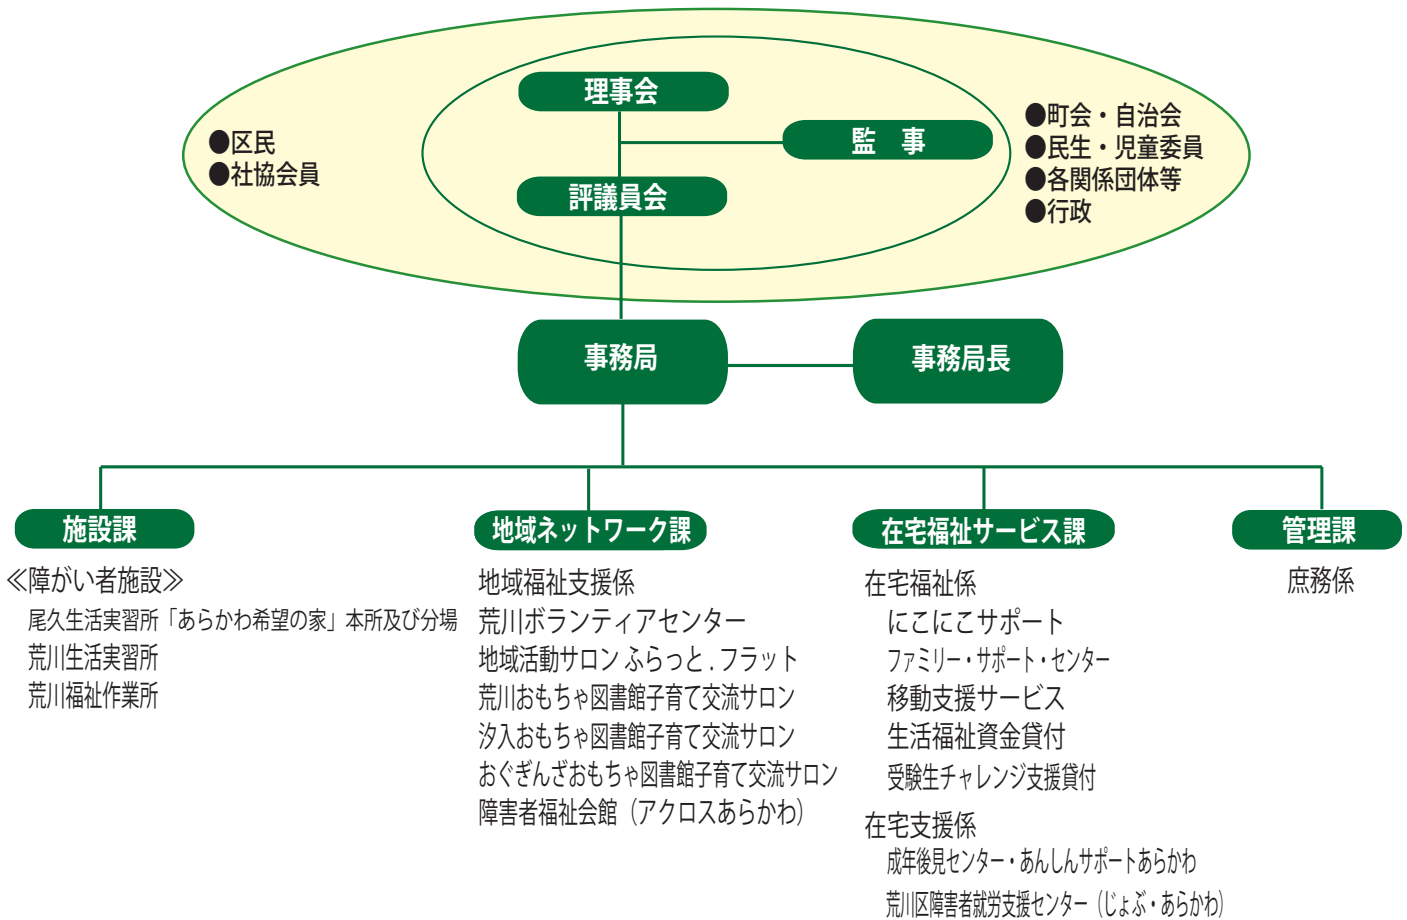 理事会
監　事
評議員会
●区民
●社協会員
●町会・自治会
●民生・児童委員
●各関係団体等
●行政
事務局
事務局長
施設課
≪障がい者施設≫
尾久生活実習所「あらかわ希望の家」本所及び分場
荒川生活実習所
荒川福祉作業所
地域ネットワーク課
地域福祉支援係
荒川ボランティアセンター
地域活動サロン ふらっと．フラット
荒川おもちゃ図書館子育て交流サロン
汐入おもちゃ図書館子育て交流サロン
おぐぎんざおもちゃ図書館子育て交流サロン
障害者福祉会館（アクロスあらかわ）
在宅福祉サービス課
在宅福祉係
にこにこサポート
ファミリー・サポート・センター
移動支援サービス
生活福祉資金貸付
受験生チャレンジ支援貸付
在宅支援係
成年後見センター・あんしんサポートあらかわ
荒川区障害者就労支援センター（じょぶ・あらかわ）
管理課
庶務係